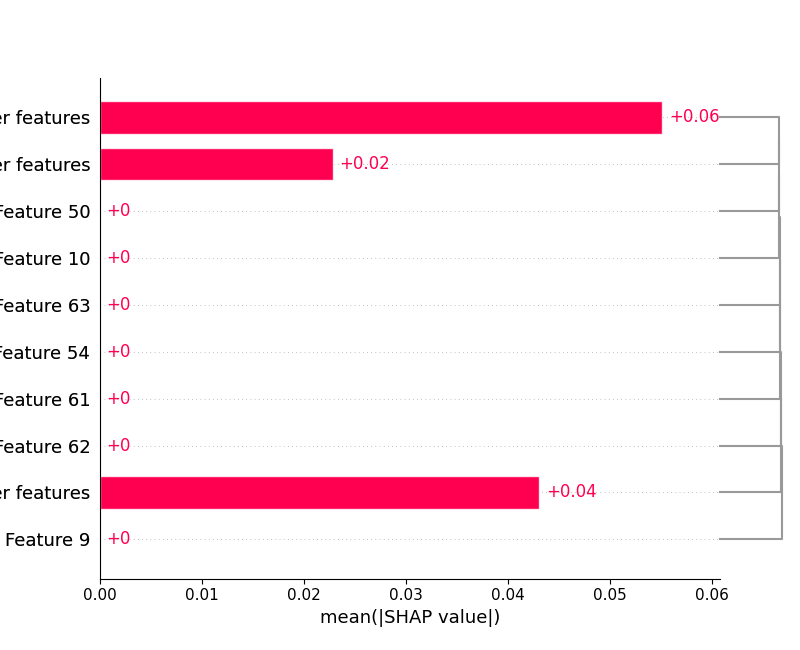 er features +0.06
er features +0.02
Feature 50 +0
Feature 10 +0
Feature 63 +0
Feature 54 +0
Feature 61 +0
Feature 62 +0
er features +0.04
Feature 9 +0
0.00 0.01 0.02 0.03 0.04 0.05 0.06
mean(|SHAP value|)